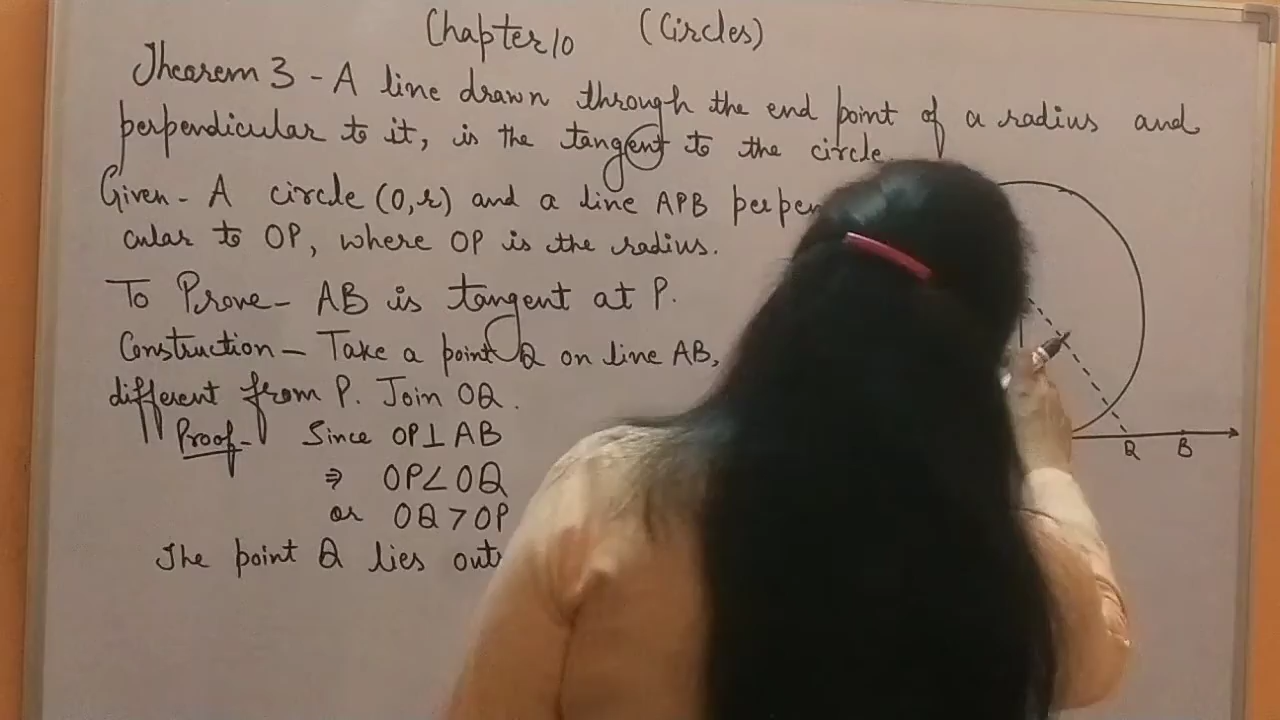 Chapter 10 (Circles)
Theorem 3 - A line drawn through the end point of a radius and
perpendicular to it, is the tangent to the circle.
Given - A circle (O,r) and a line APB perpen
cular to OP, where OP is the radius.
To Prove - AB is tangent at P.
Construction - Take a point Q on line AB,
different from P. Join OQ.
Proof - Since OP⊥AB
⇒ OP<OQ
or OQ>OP
The point Q lies outs
Q B